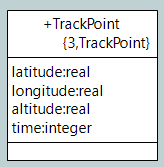 +TrackPoint
{3,TrackPoint}
latitude:real
longitude:real
altitude:real
time:integer